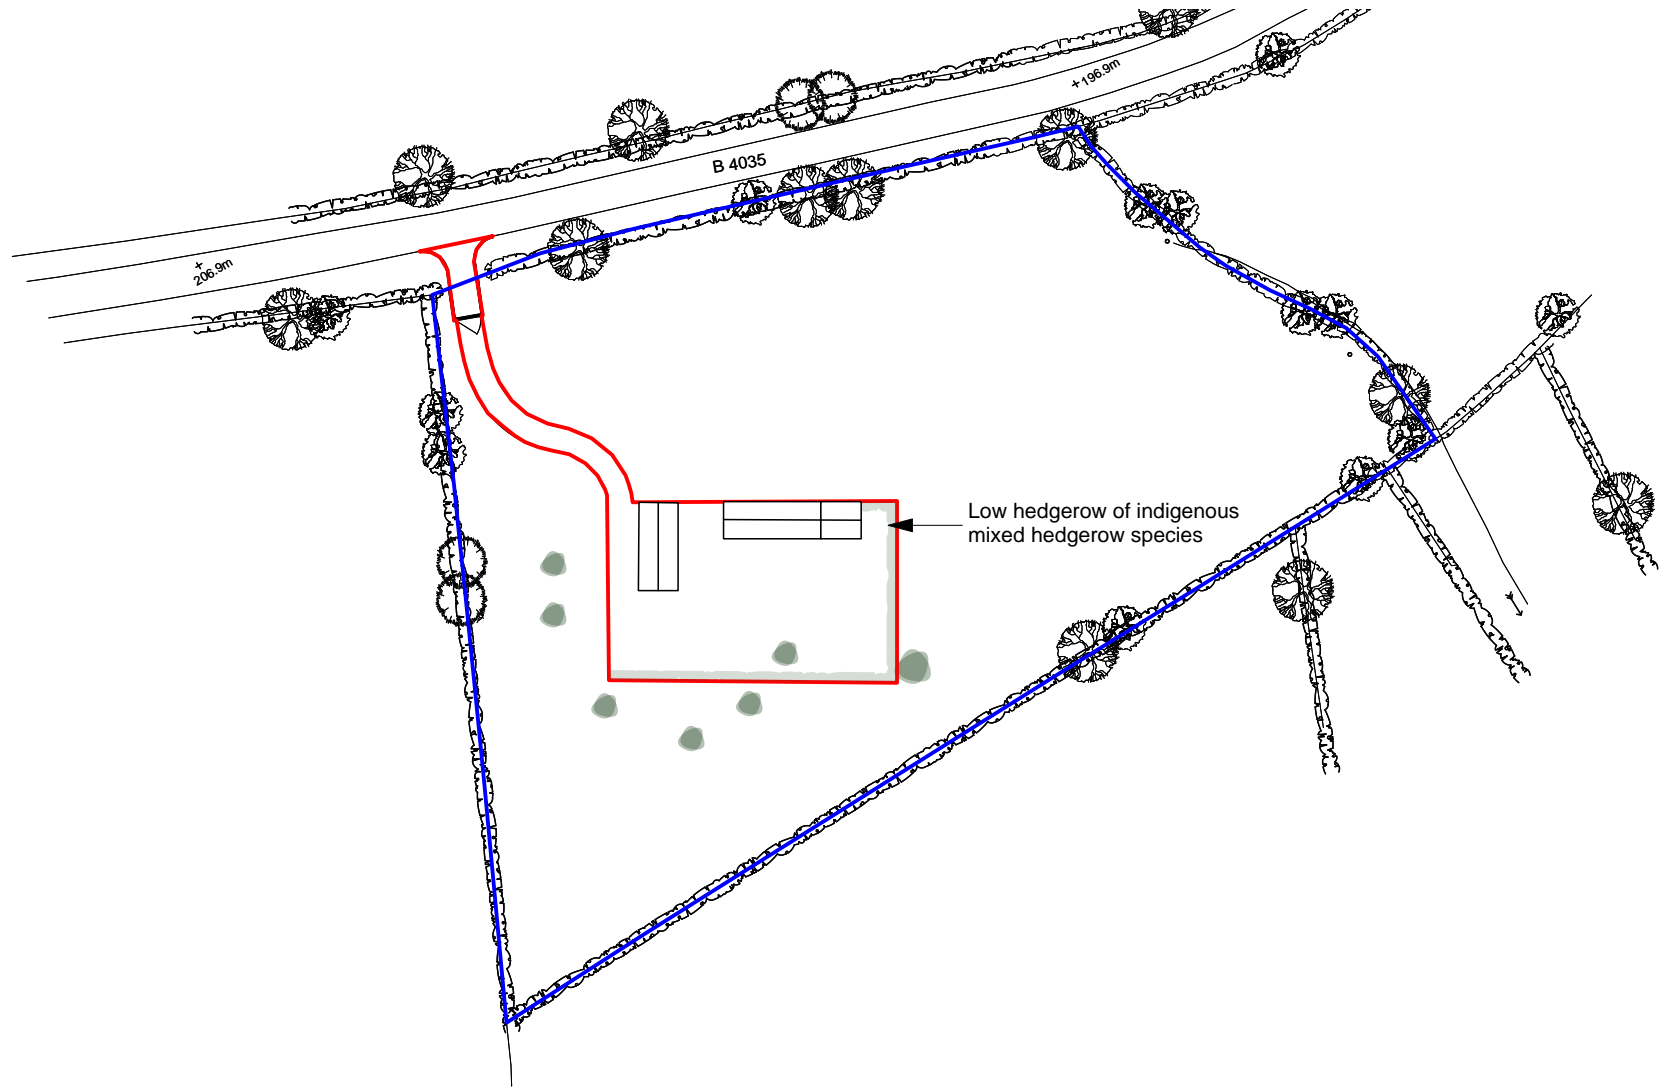 +196.9m
B 4035
+
206.9m
Low hedgerow of indigenous
mixed hedgerow species